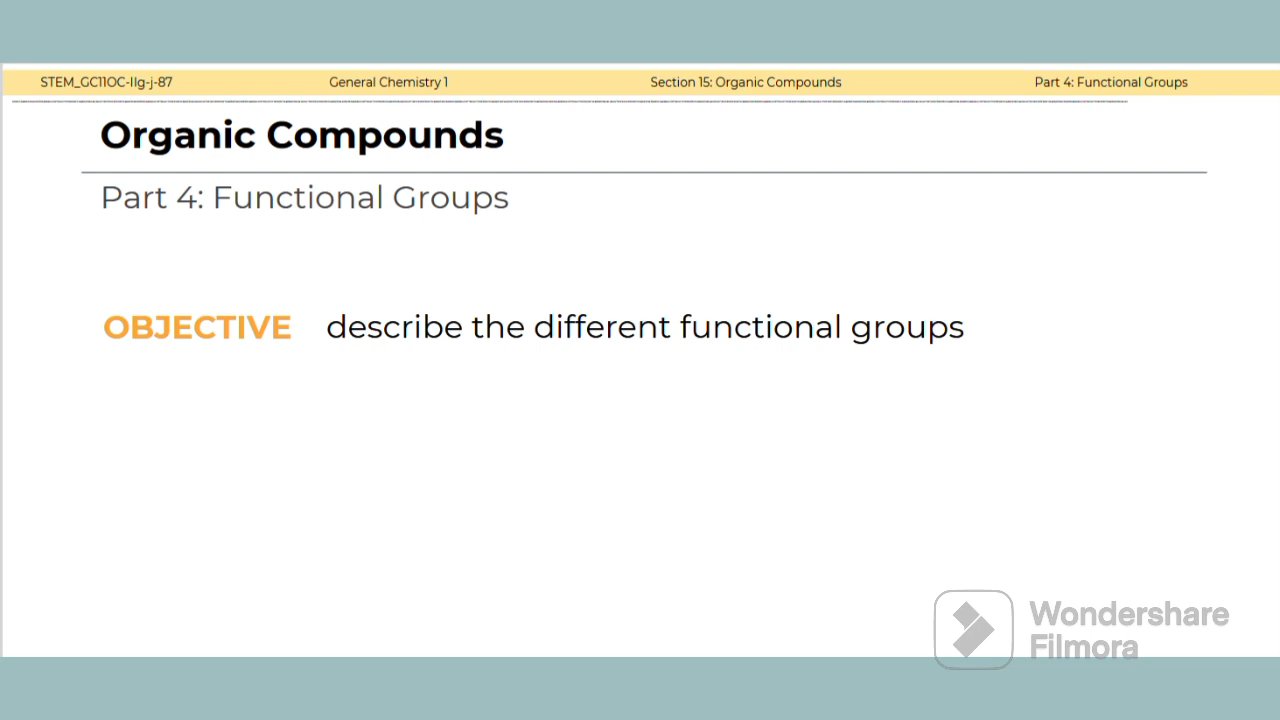 STEM_GC11OC-IIg-j-87 General Chemistry 1 Section 15: Organic Compounds Part 4: Functional Groups
Organic Compounds
Part 4: Functional Groups
OBJECTIVE describe the different functional groups
Wondershare
Filmora